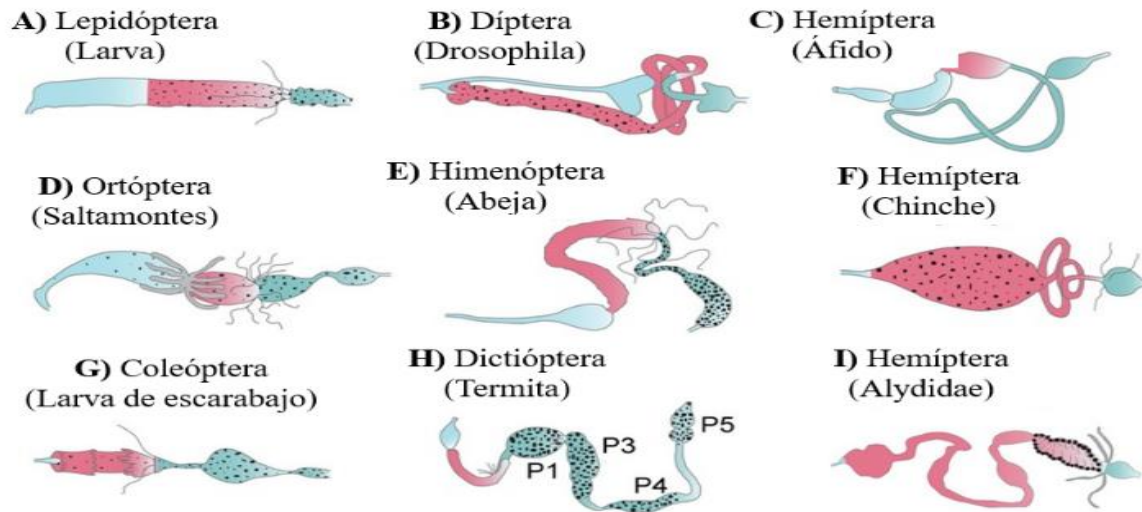 A) Lepidóptera
(Larva)
B) Díptera
(Drosophila)
C) Hemíptera
(Áfido)
D) Ortóptera
(Saltamontes)
E) Himenóptera
(Abeja)
F) Hemíptera
(Chinche)
G) Coleóptera
(Larva de escarabajo)
H) Dictióptera
(Termita)
P1
P3
P4
P5
I) Hemíptera
(Alydidae)